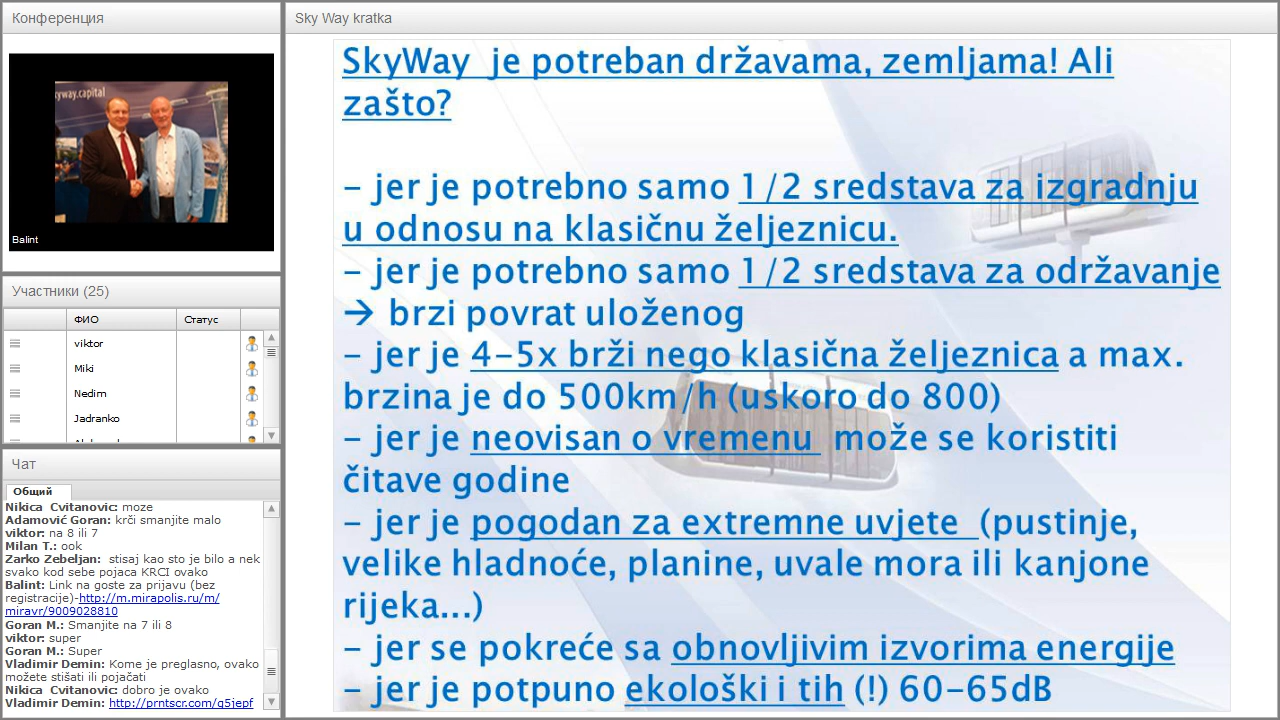 Конференция
kyway.capital
Balint
Участники (25)
ФИО Статус
viktor
Miki
Nedim
Jadranko
Чат
Общий
Nikica Cvitanovic: moze
Adamović Goran: krči smanjite malo
viktor: na 8 ili 7
Milan T.: ook
Zarko Zebeljan: stisaj kao sto je bilo a nek
svako kod sebe pojaca KRCI ovako
Balint: Link na goste za prijavu (bez
registracije)-http://m.mirapolis.ru/m/
miravr/9009028810
Goran M.: Smanjite na 7 ili 8
viktor: super
Goran M.: Super
Vladimir Demin: Kome je preglasno, ovako
možete stišati ili pojačati
Nikica Cvitanovic: dobro je ovako
Vladimir Demin: http://prntscr.com/q5jepf
Sky Way kratka
SkyWay je potreban državama, zemljama! Ali
zašto?
- jer je potrebno samo 1/2 sredstava za izgradnju
u odnosu na klasičnu željeznicu.
- jer je potrebno samo 1/2 sredstava za održavanje
→ brzi povrat uloženog
- jer je 4-5x brži nego klasična željeznica a max.
brzina je do 500km/h (uskoro do 800)
- jer je neovisan o vremenu može se koristiti
čitave godine
- jer je pogodan za extremne uvjete (pustinje,
velike hladnoće, planine, uvale mora ili kanjone
rijeka...)
- jer se pokreće sa obnovljivim izvorima energije
- jer je potpuno ekološki i tih (!) 60-65dB